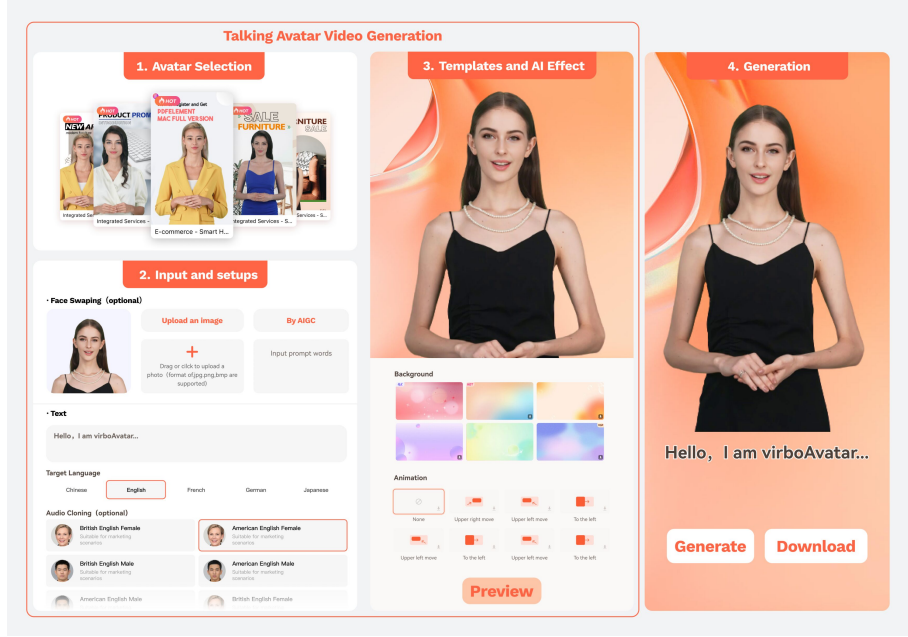 Talking Avatar Video Generation
1. Avatar Selection
HOT
NEW AR
Integrated Se
HOT
PRODUCT PROM
Integrated Services -
HOT
gister and Get
PDFELEMENT
MAC FULL VERSION
E-commerce - Smart H...
HOT
SALE
FURNITURE »
Integrated Services - S...
NITURE
SALE
Services - S...
2. Input and setups
· Face Swaping (optional)
Upload an image
By AIGC
Drag or click to upload a
photo (format of.jpg.png,bmp are
supported)
Input prompt words
· Text
Hello, I am virboAvatar...
Target Language
Chinese
English
French
German
Japanese
Audio Cloning (optional)
British English Female
Suitable for marketing
scenarios
American English Female
Suitable for marketing
scenarios
British English Male
Suitable for marketing
scenarios
American English Male
Suitable for marketing
scenarios
American English Male
British English Female
3. Templates and AI Effect
Background
Animation
None
Upper right move
Upper left move
To the left
Upper left move
To the left
Upper left move
To the left
Preview
4. Generation
Hello, I am virboAvatar...
Generate
Download